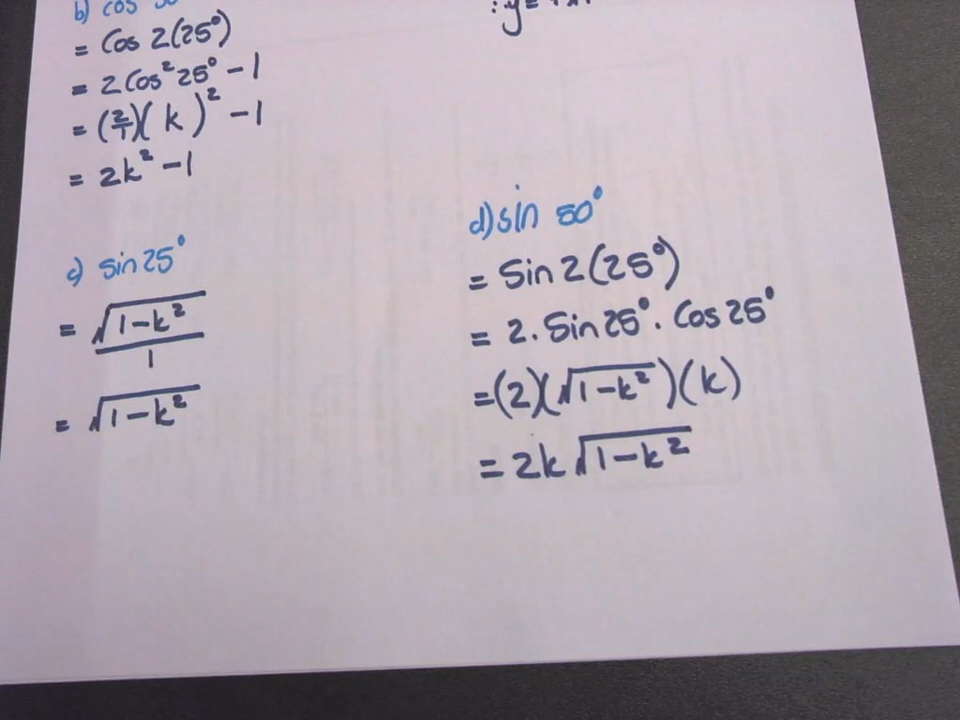 b) cos
= Cos 2(25°)
= 2Cos²25° - 1
= (2/1)(k)² - 1
= 2k² - 1
c) sin 25°
= √(1-k²)/1
= √(1-k²)
: y =
d) sin 50°
= Sin 2(25°)
= 2 · Sin 25° · Cos 25°
= (2)(√(1-k²))(k)
= 2k √(1-k²)